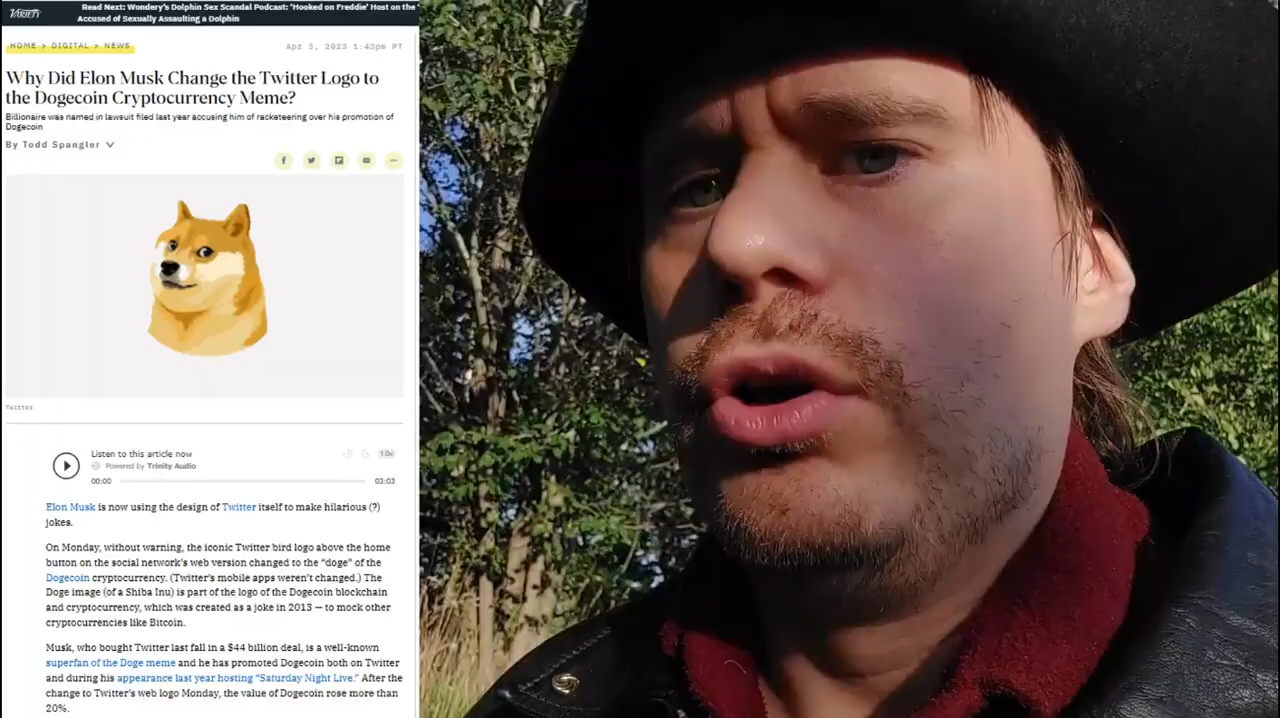 VARIETY
Read Next: Wondery's Dolphin Sex Scandal Podcast: 'Hooked on Freddie' Host on the
Accused of Sexually Assaulting a Dolphin
HOME > DIGITAL > NEWS
Apr 3, 2023 1:43pm PT
Why Did Elon Musk Change the Twitter Logo to
the Dogecoin Cryptocurrency Meme?
Billionaire was named in lawsuit filed last year accusing him of racketeering over his promotion of
Dogecoin
By Todd Spangler
Twitter
Listen to this article now
1.0x
Powered by Trinity Audio
00:00
03:03
Elon Musk is now using the design of Twitter itself to make hilarious (?)
jokes.
On Monday, without warning, the iconic Twitter bird logo above the home
button on the social network's web version changed to the "doge" of the
Dogecoin cryptocurrency. (Twitter's mobile apps weren't changed.) The
Doge image (of a Shiba Inu) is part of the logo of the Dogecoin blockchain
and cryptocurrency, which was created as a joke in 2013 — to mock other
cryptocurrencies like Bitcoin.
Musk, who bought Twitter last fall in a $44 billion deal, is a well-known
superfan of the Doge meme and he has promoted Dogecoin both on Twitter
and during his appearance last year hosting "Saturday Night Live." After the
change to Twitter's web logo Monday, the value of Dogecoin rose more than
20%.